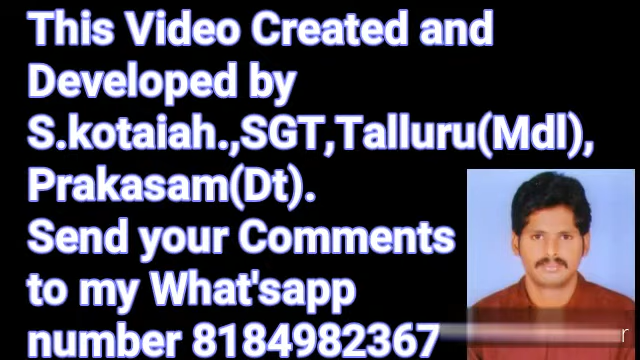 This Video Created and
Developed by
S.kotaiah.,SGT,Talluru(Mdl),
Prakasam(Dt).
Send your Comments
to my What'sapp
number 8184982367
r